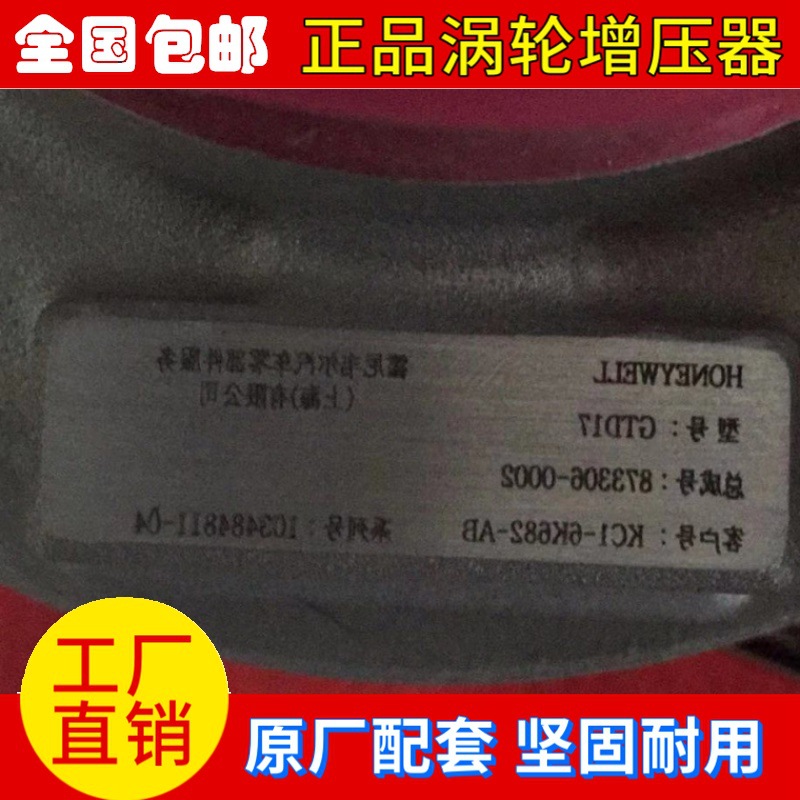 全国包邮 正品涡轮增压器
HONEYWELL 霍尼韦尔汽车零部件服务
(上海)有限公司
型号：GTD17
总成号：873306-0002
客户号：KC1-6K682-AB 系列号：103484811-04
工厂
直销
原厂配套 坚固耐用